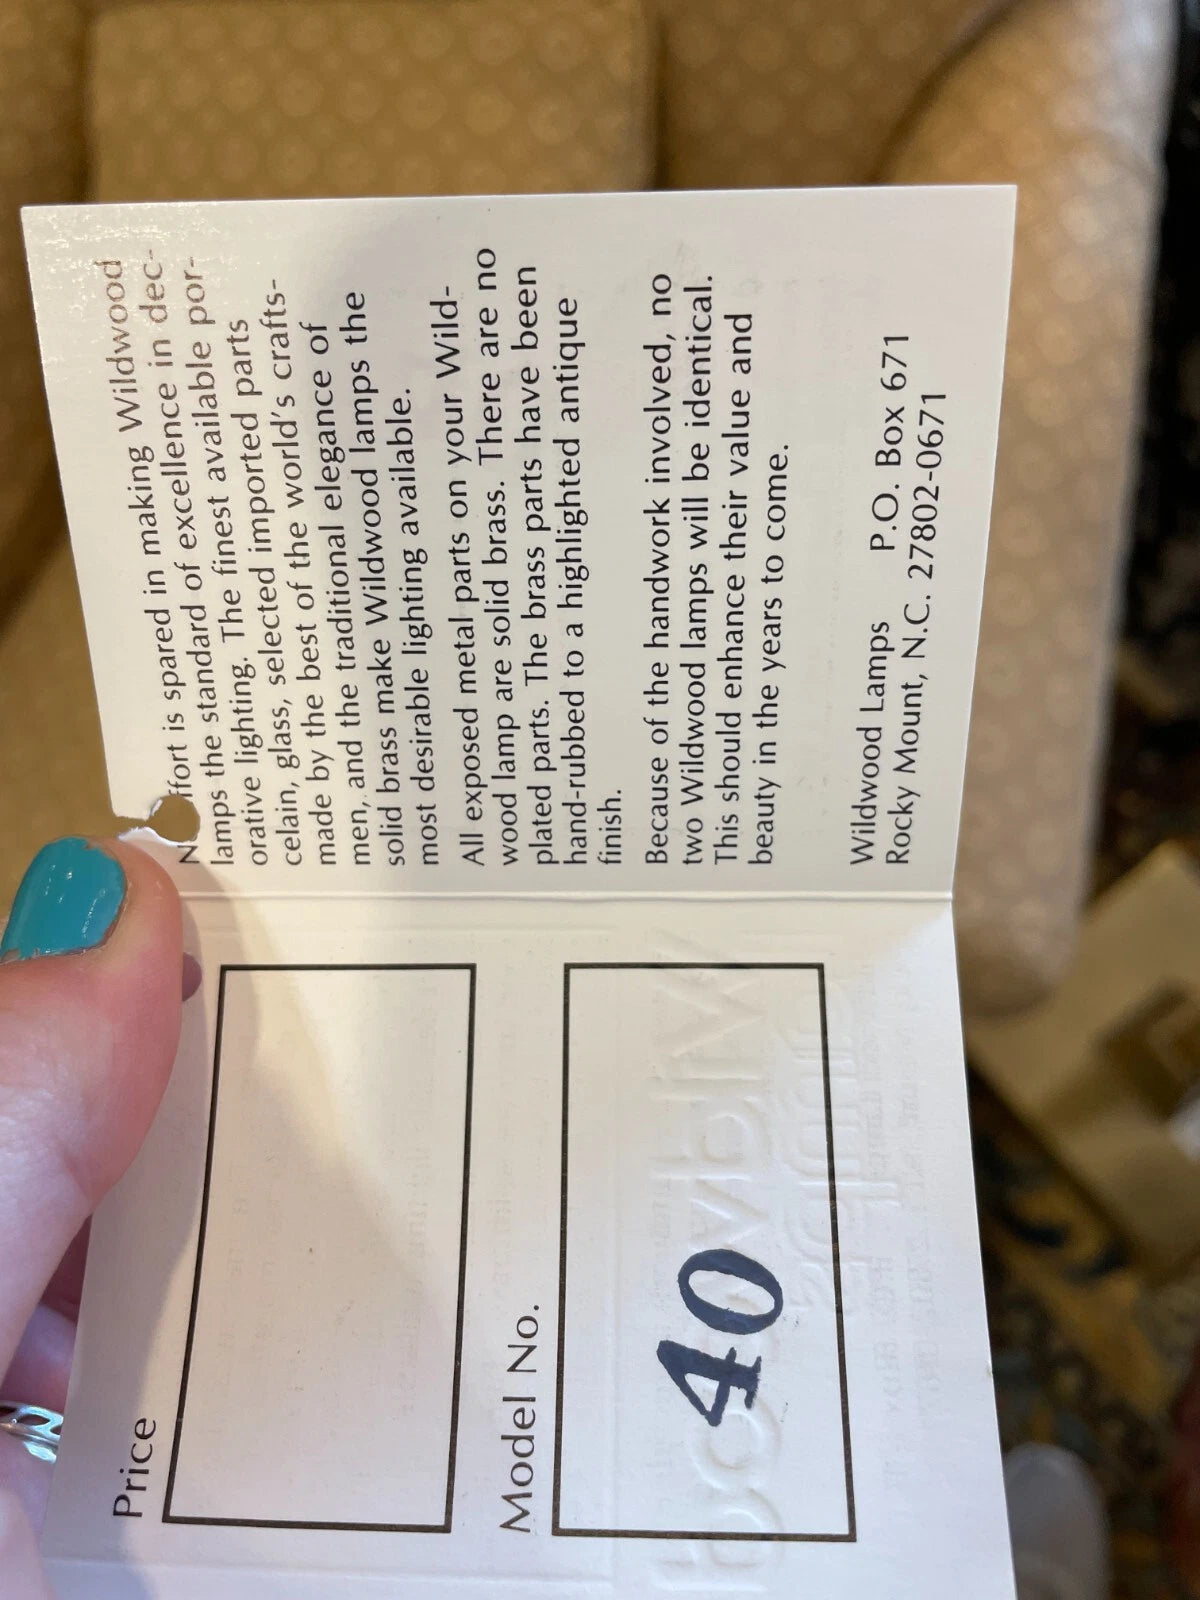 Price
Model No.
40
No effort is spared in making Wildwood
lamps the standard of excellence in dec-
orative lighting. The finest available por-
celain, glass, selected imported parts
made by the best of the world's crafts-
men, and the traditional elegance of
solid brass make Wildwood lamps the
most desirable lighting available.
All exposed metal parts on your Wild-
wood lamp are solid brass. There are no
plated parts. The brass parts have been
hand-rubbed to a highlighted antique
finish.
Because of the handwork involved, no
two Wildwood lamps will be identical.
This should enhance their value and
beauty in the years to come.
Wildwood Lamps P.O. Box 671
Rocky Mount, N.C. 27802-0671